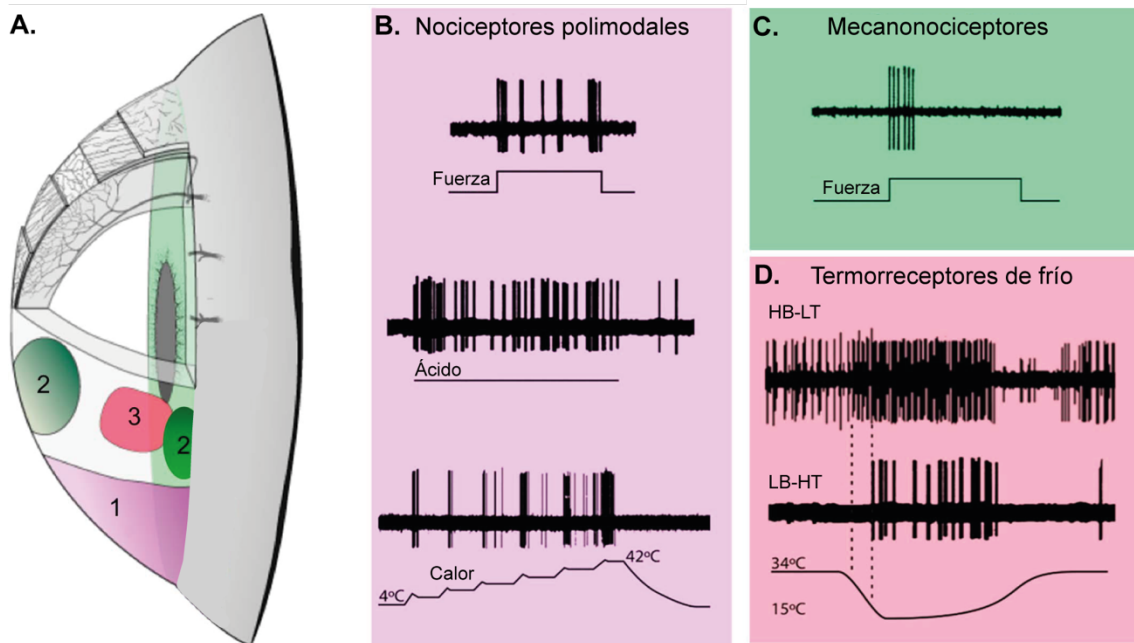 A.
2
3
2
1
B. Nociceptores polimodales
Fuerza
Ácido
Calor
4ºC
42ºC
C. Mecanonociceptores
Fuerza
D. Termorreceptores de frío
HB-LT
LB-HT
34ºC
15ºC